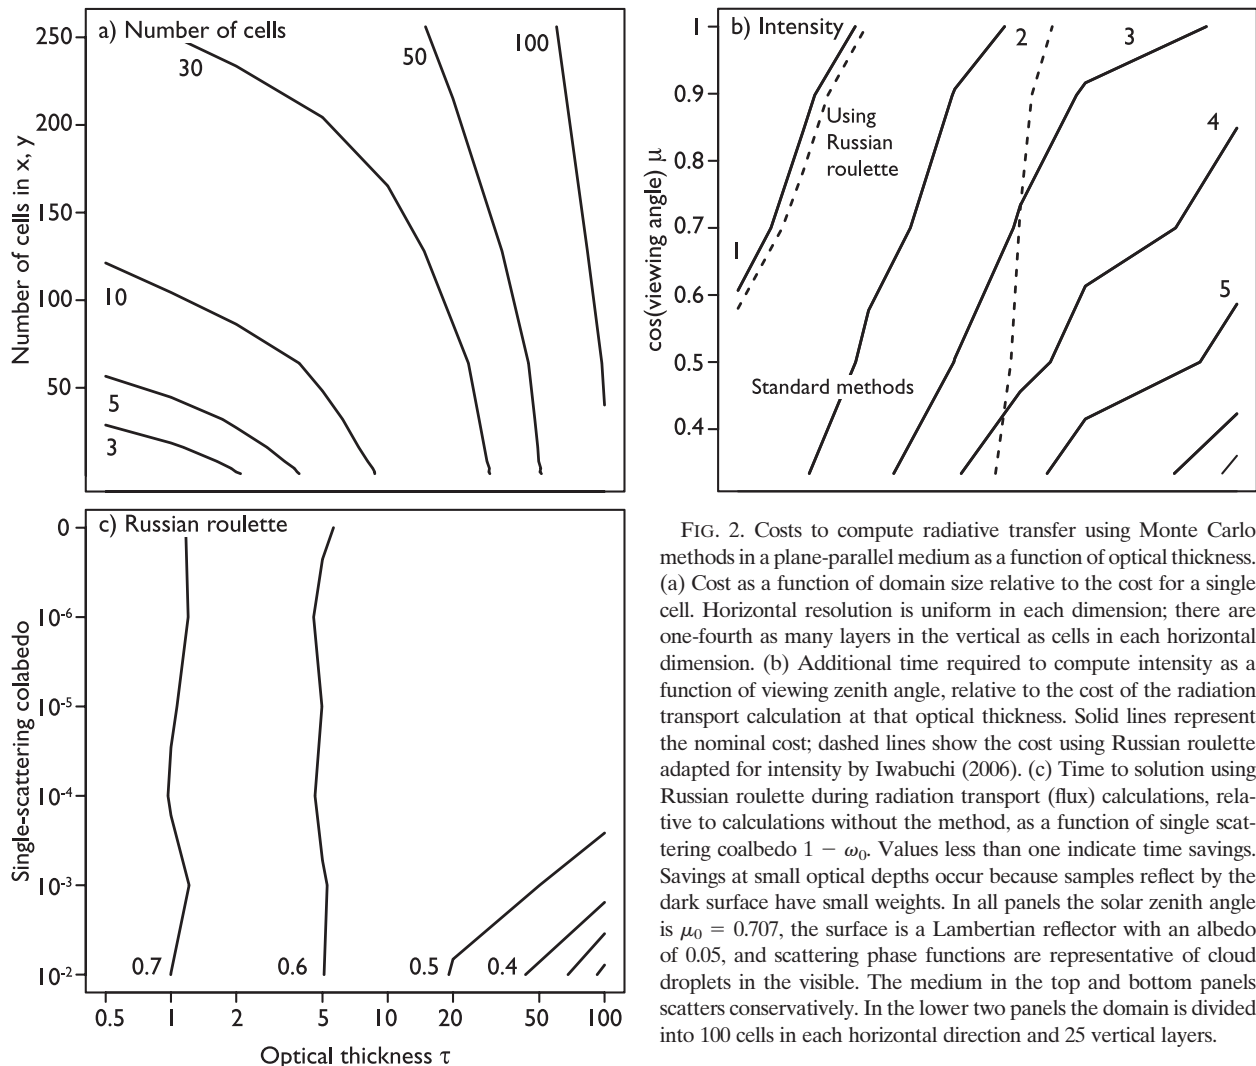 a) Number of cells
250
200
150
100
50
Number of cells in x, y
30
50
100
10
5
3
b) Intensity
1
0.9
0.8
0.7
0.6
0.5
0.4
cos(viewing angle) μ
1
2
3
4
5
Using
Russian
roulette
Standard methods
c) Russian roulette
0
10-6
10-5
10-4
10-3
10-2
Single-scattering colabedo
0.7
0.6
0.5
0.4
0.5 1 2 5 10 20 50 100
Optical thickness τ
FIG. 2. Costs to compute radiative transfer using Monte Carlo
methods in a plane-parallel medium as a function of optical thickness.
(a) Cost as a function of domain size relative to the cost for a single
cell. Horizontal resolution is uniform in each dimension; there are
one-fourth as many layers in the vertical as cells in each horizontal
dimension. (b) Additional time required to compute intensity as a
function of viewing zenith angle, relative to the cost of the radiation
transport calculation at that optical thickness. Solid lines represent
the nominal cost; dashed lines show the cost using Russian roulette
adapted for intensity by Iwabuchi (2006). (c) Time to solution using
Russian roulette during radiation transport (flux) calculations, rela-
tive to calculations without the method, as a function of single scat-
tering coalbedo 1 − ω0. Values less than one indicate time savings.
Savings at small optical depths occur because samples reflect by the
dark surface have small weights. In all panels the solar zenith angle
is μ0 = 0.707, the surface is a Lambertian reflector with an albedo
of 0.05, and scattering phase functions are representative of cloud
droplets in the visible. The medium in the top and bottom panels
scatters conservatively. In the lower two panels the domain is divided
into 100 cells in each horizontal direction and 25 vertical layers.